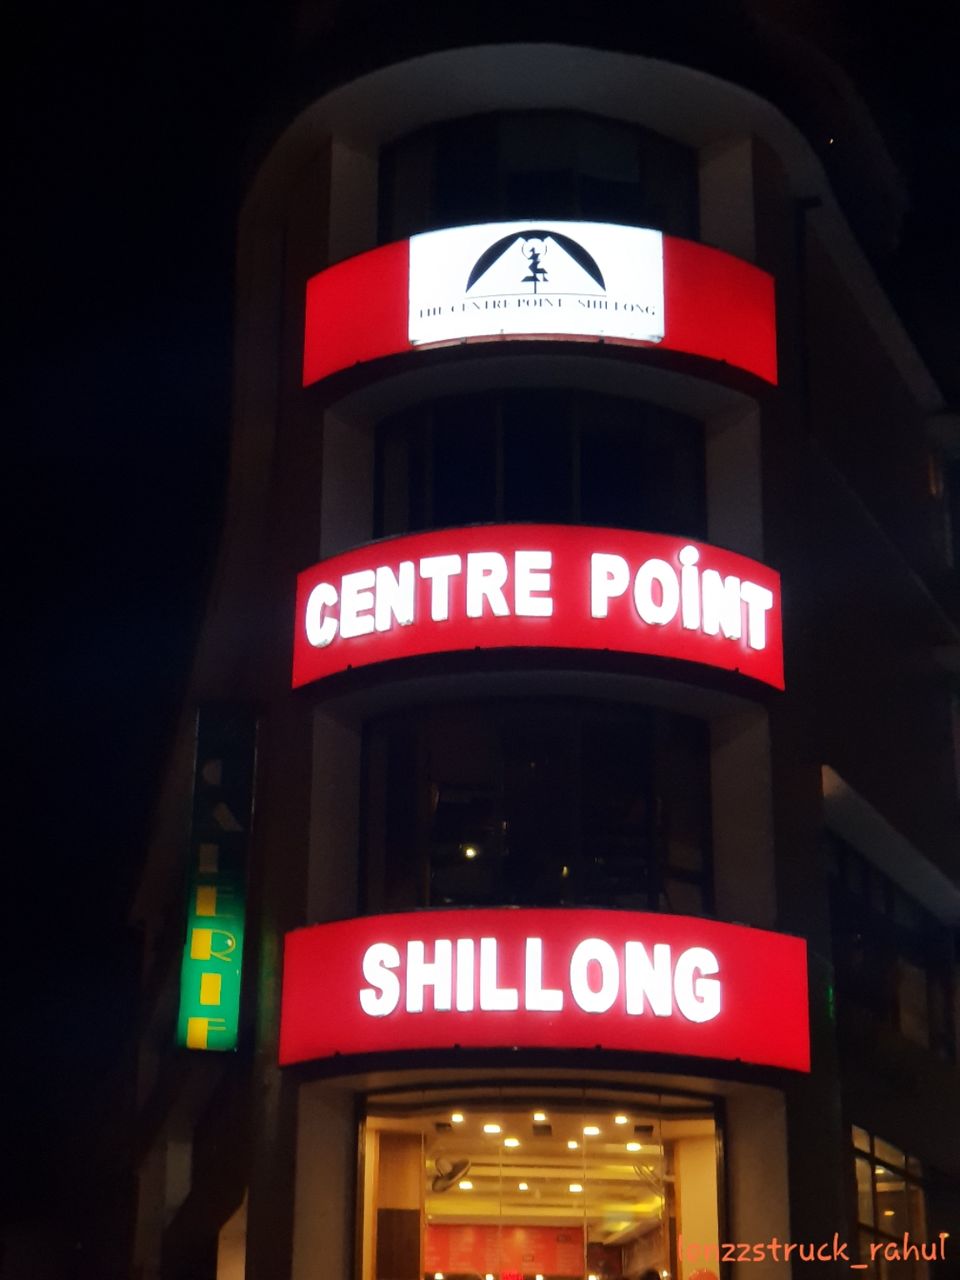 THE CENTRE POINT SHILLONG
CENTRE POiNT
SHILLONG
lenzzstruck_rahul